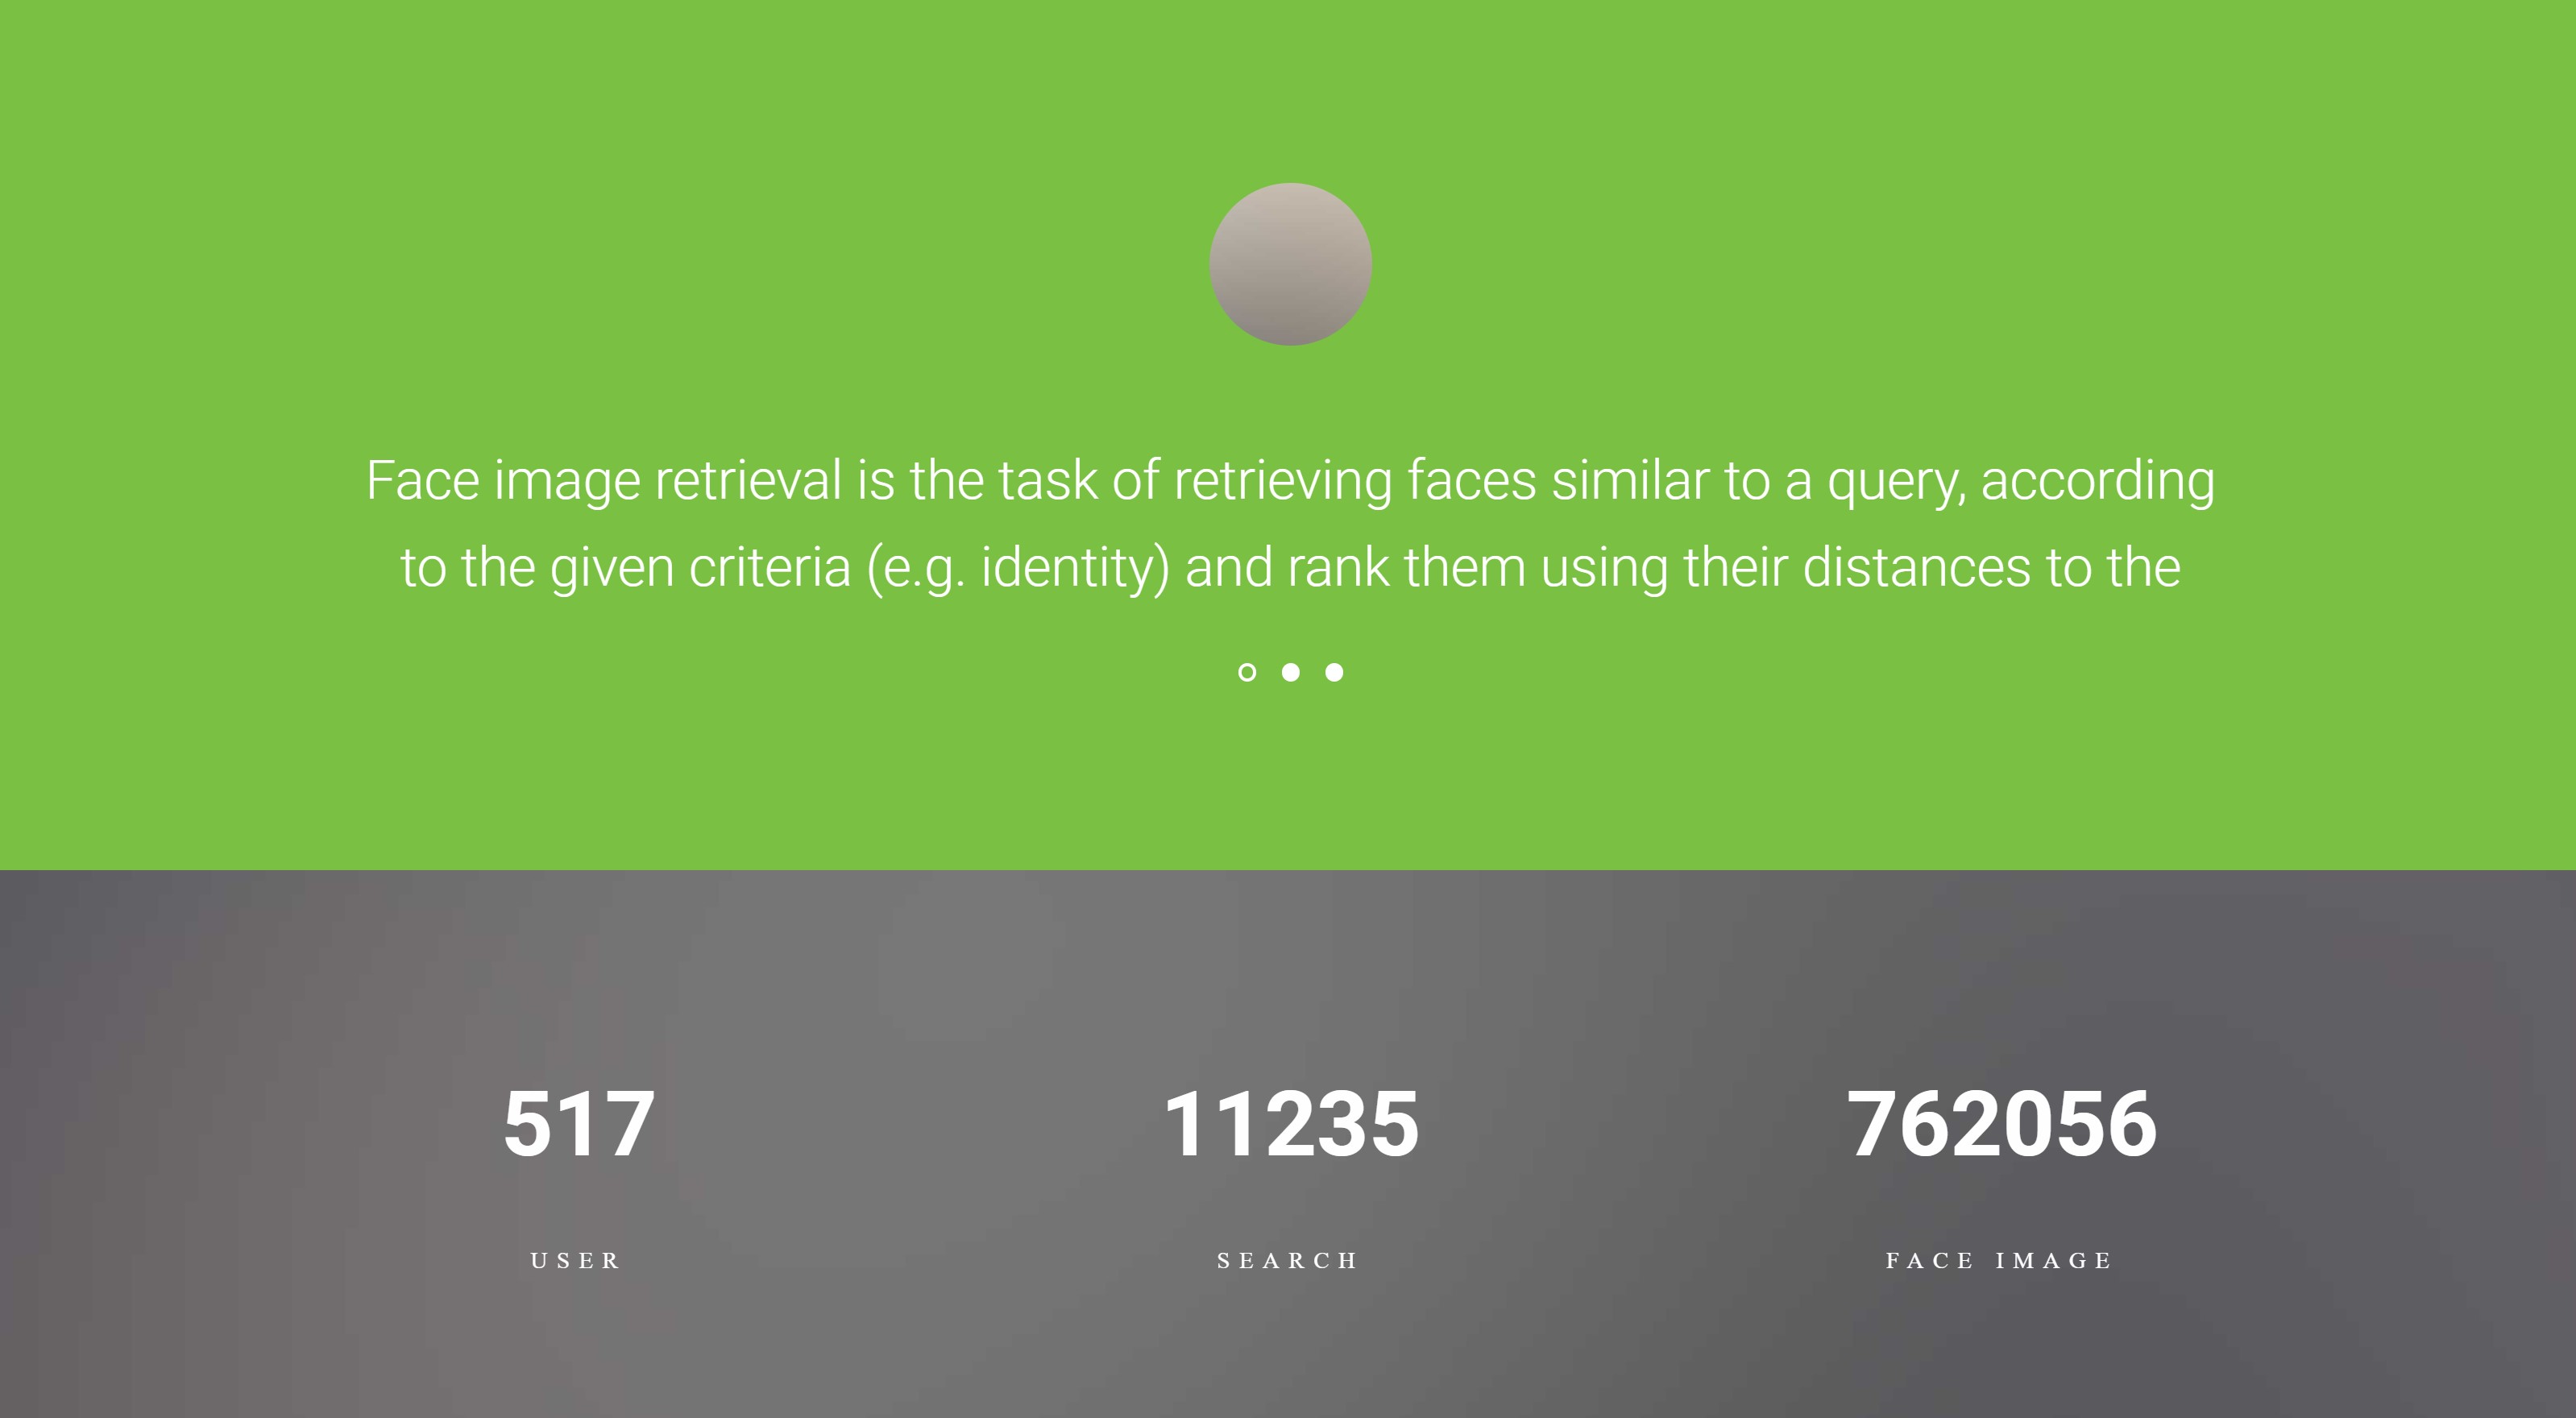 Face image retrieval is the task of retrieving faces similar to a query, according
to the given criteria (e.g. identity) and rank them using their distances to the
517
11235
762056
USER
SEARCH
FACE IMAGE